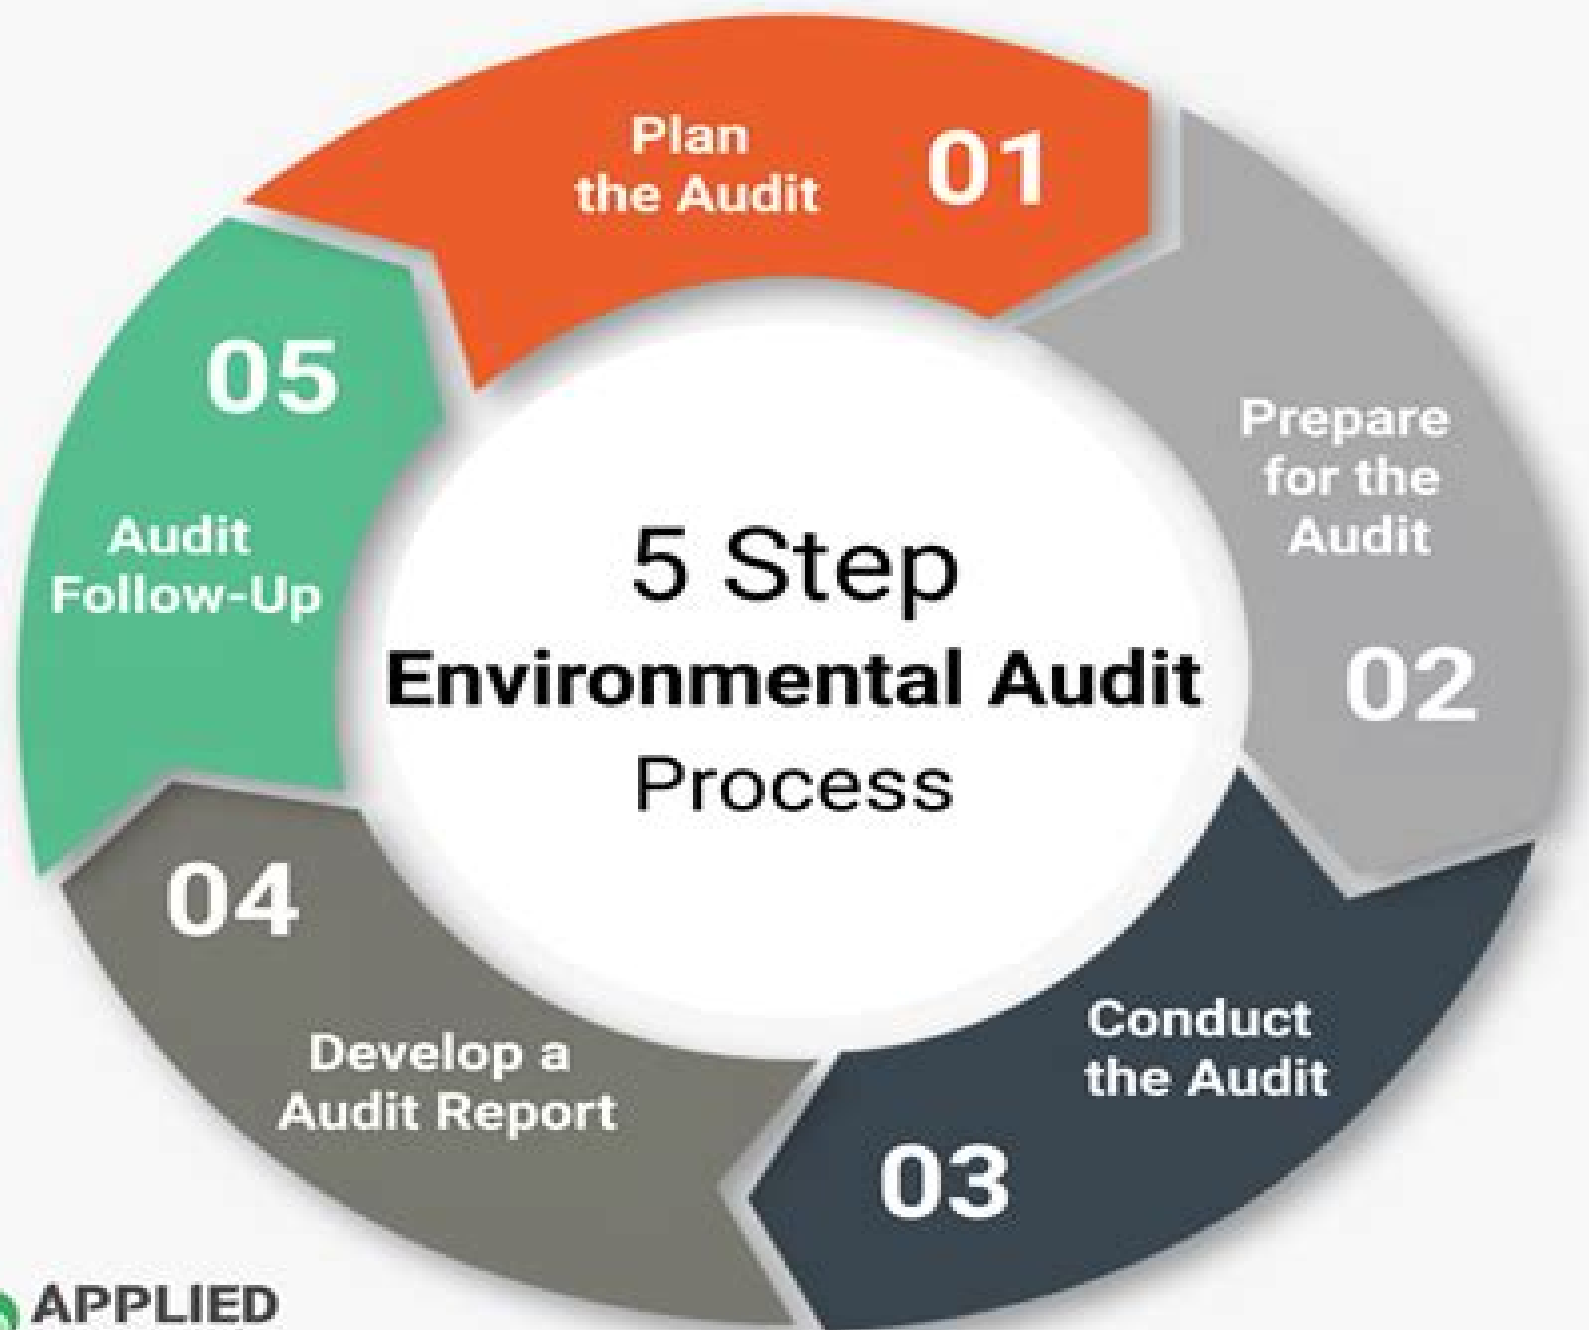 5 Step
Environmental Audit
Process
Plan
the Audit
01
Prepare
for the
Audit
02
Conduct
the Audit
03
04
Develop a
Audit Report
05
Audit
Follow-Up
APPLIED